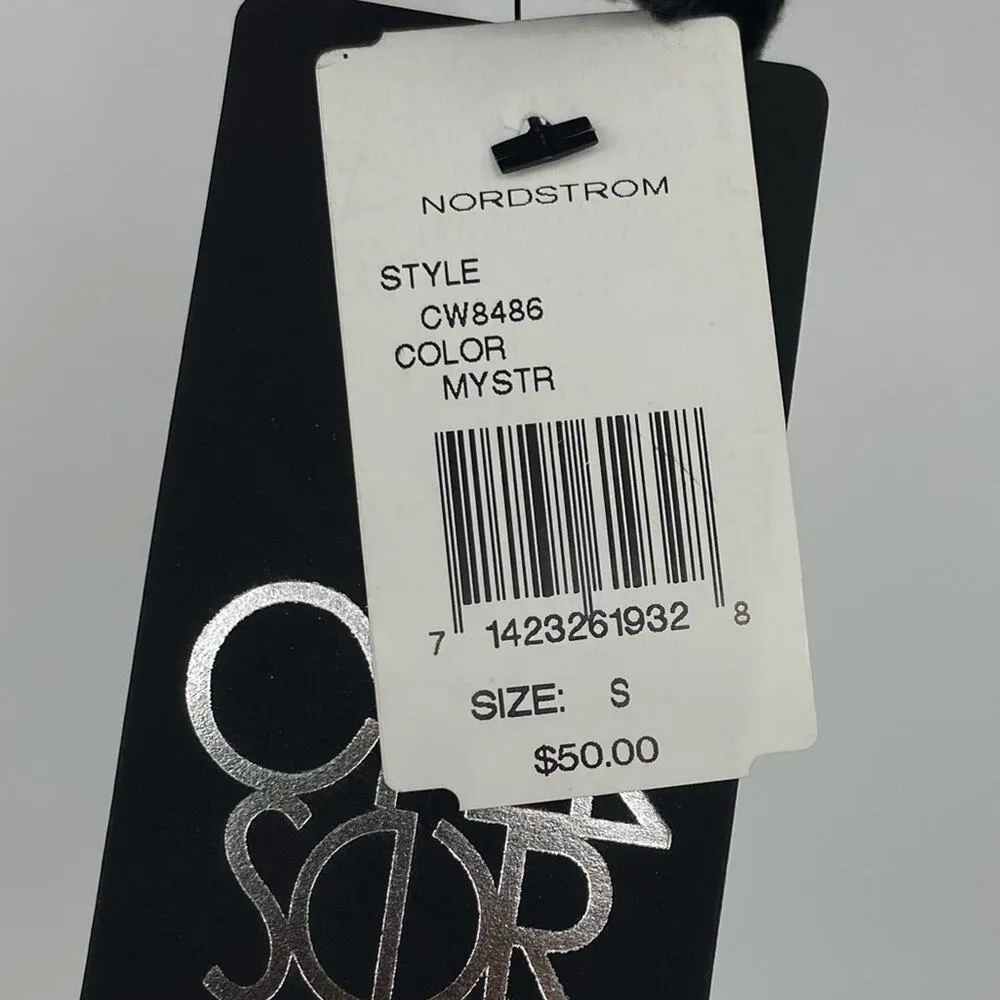 NORDSTROM
STYLE
CW8486
COLOR
MYSTR
7 1423261932 8
SIZE: S
$50.00